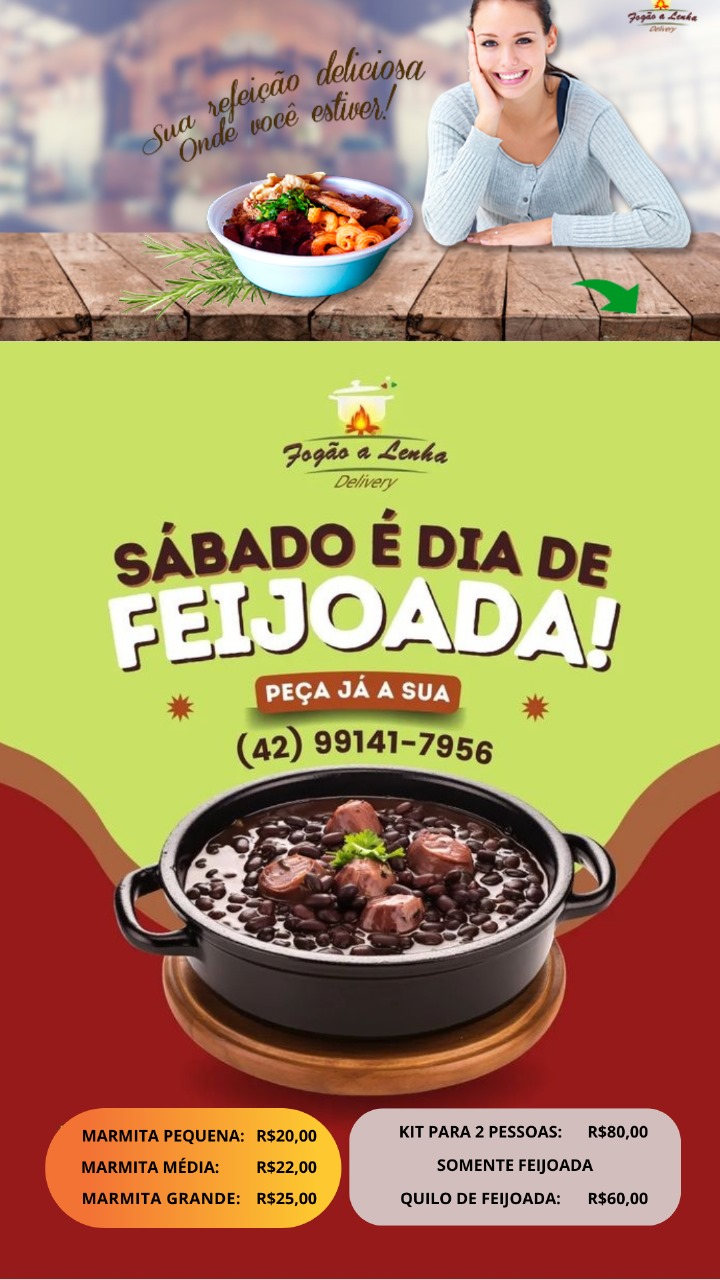 Fogão a Lenha
Delivery
Sua refeição deliciosa
Onde você estiver!
Fogão a Lenha
Delivery
SÁBADO É DIA DE
FEIJOADA!
PEÇA JÁ A SUA
(42) 99141-7956
MARMITA PEQUENA: R$20,00
MARMITA MÉDIA: R$22,00
MARMITA GRANDE: R$25,00
KIT PARA 2 PESSOAS: R$80,00
SOMENTE FEIJOADA
QUILO DE FEIJOADA: R$60,00